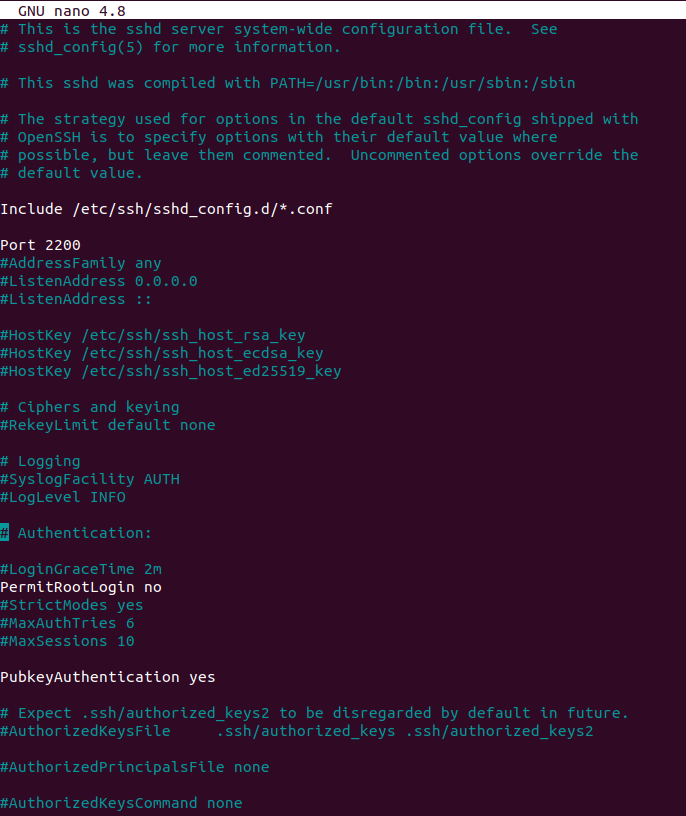 GNU nano 4.8
# This is the sshd server system-wide configuration file.  See
# sshd_config(5) for more information.
# This sshd was compiled with PATH=/usr/bin:/bin:/usr/sbin:/sbin
# The strategy used for options in the default sshd_config shipped with
# OpenSSH is to specify options with their default value where
# possible, but leave them commented.  Uncommented options override the
# default value.
Include /etc/ssh/sshd_config.d/*.conf
Port 2200
#AddressFamily any
#ListenAddress 0.0.0.0
#ListenAddress ::
#HostKey /etc/ssh/ssh_host_rsa_key
#HostKey /etc/ssh/ssh_host_ecdsa_key
#HostKey /etc/ssh/ssh_host_ed25519_key
# Ciphers and keying
#RekeyLimit default none
# Logging
#SyslogFacility AUTH
#LogLevel INFO
# Authentication:
#LoginGraceTime 2m
PermitRootLogin no
#StrictModes yes
#MaxAuthTries 6
#MaxSessions 10
PubkeyAuthentication yes
# Expect .ssh/authorized_keys2 to be disregarded by default in future.
#AuthorizedKeysFile     .ssh/authorized_keys .ssh/authorized_keys2
#AuthorizedPrincipalsFile none
#AuthorizedKeysCommand none